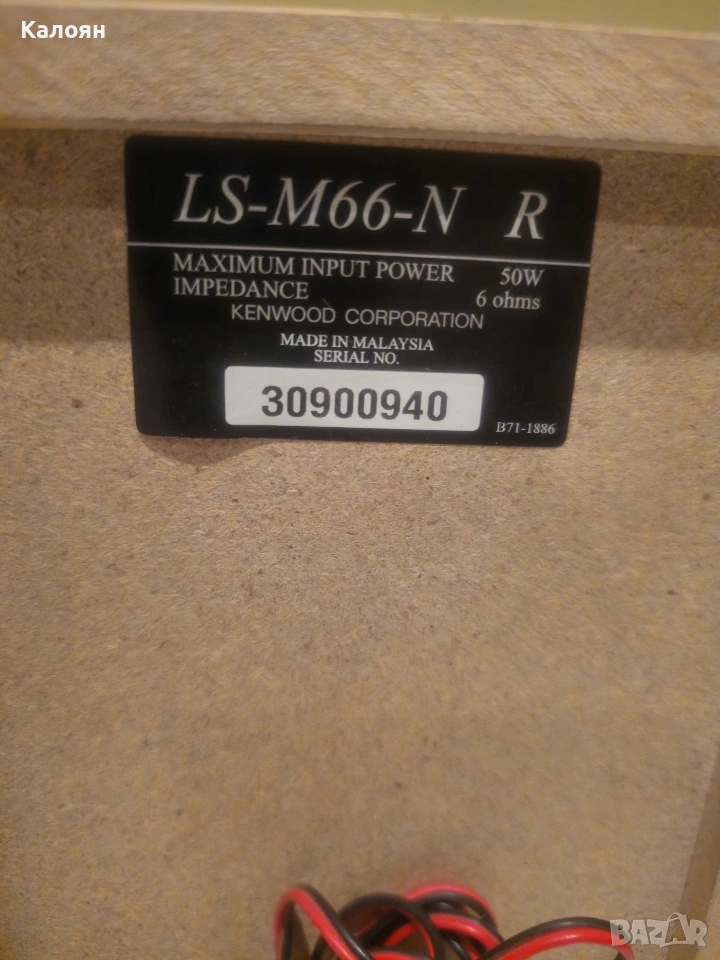 Калоян
LS-M66-N R
MAXIMUM INPUT POWER 50W
IMPEDANCE 6 ohms
KENWOOD CORPORATION
MADE IN MALAYSIA
SERIAL NO.
30900940
B71-1886
BAZAR